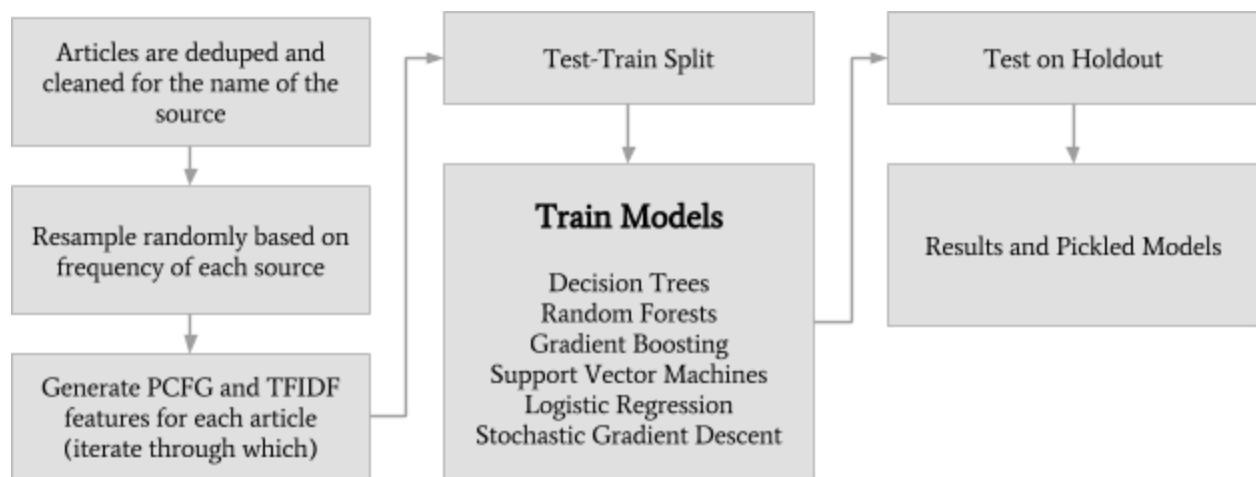 Articles are deduped and
cleaned for the name of the
source
Resample randomly based on
frequency of each source
Generate PCFG and TFIDF
features for each article
(iterate through which)
Test-Train Split
Train Models
Decision Trees
Random Forests
Gradient Boosting
Support Vector Machines
Logistic Regression
Stochastic Gradient Descent
Test on Holdout
Results and Pickled Models